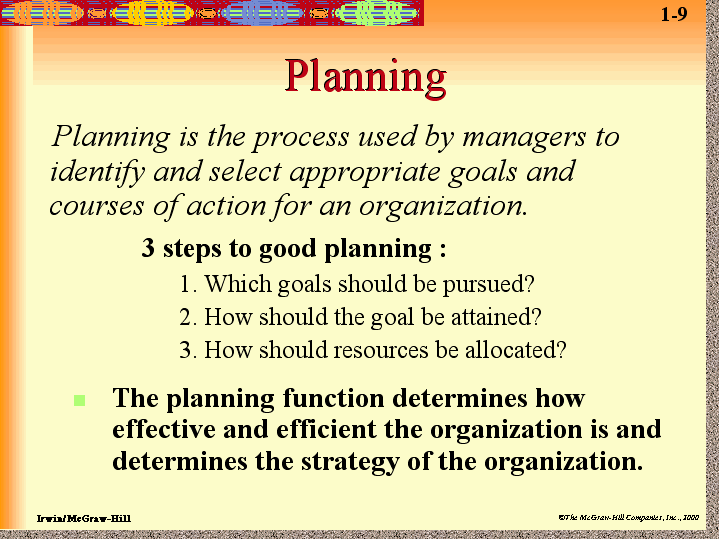 1-9
Planning
Planning is the process used by managers to
identify and select appropriate goals and
courses of action for an organization.
3 steps to good planning :
1. Which goals should be pursued?
2. How should the goal be attained?
3. How should resources be allocated?
The planning function determines how
effective and efficient the organization is and
determines the strategy of the organization.
Irwin/McGraw-Hill
©The McGraw-Hill Companies, Inc., 2000